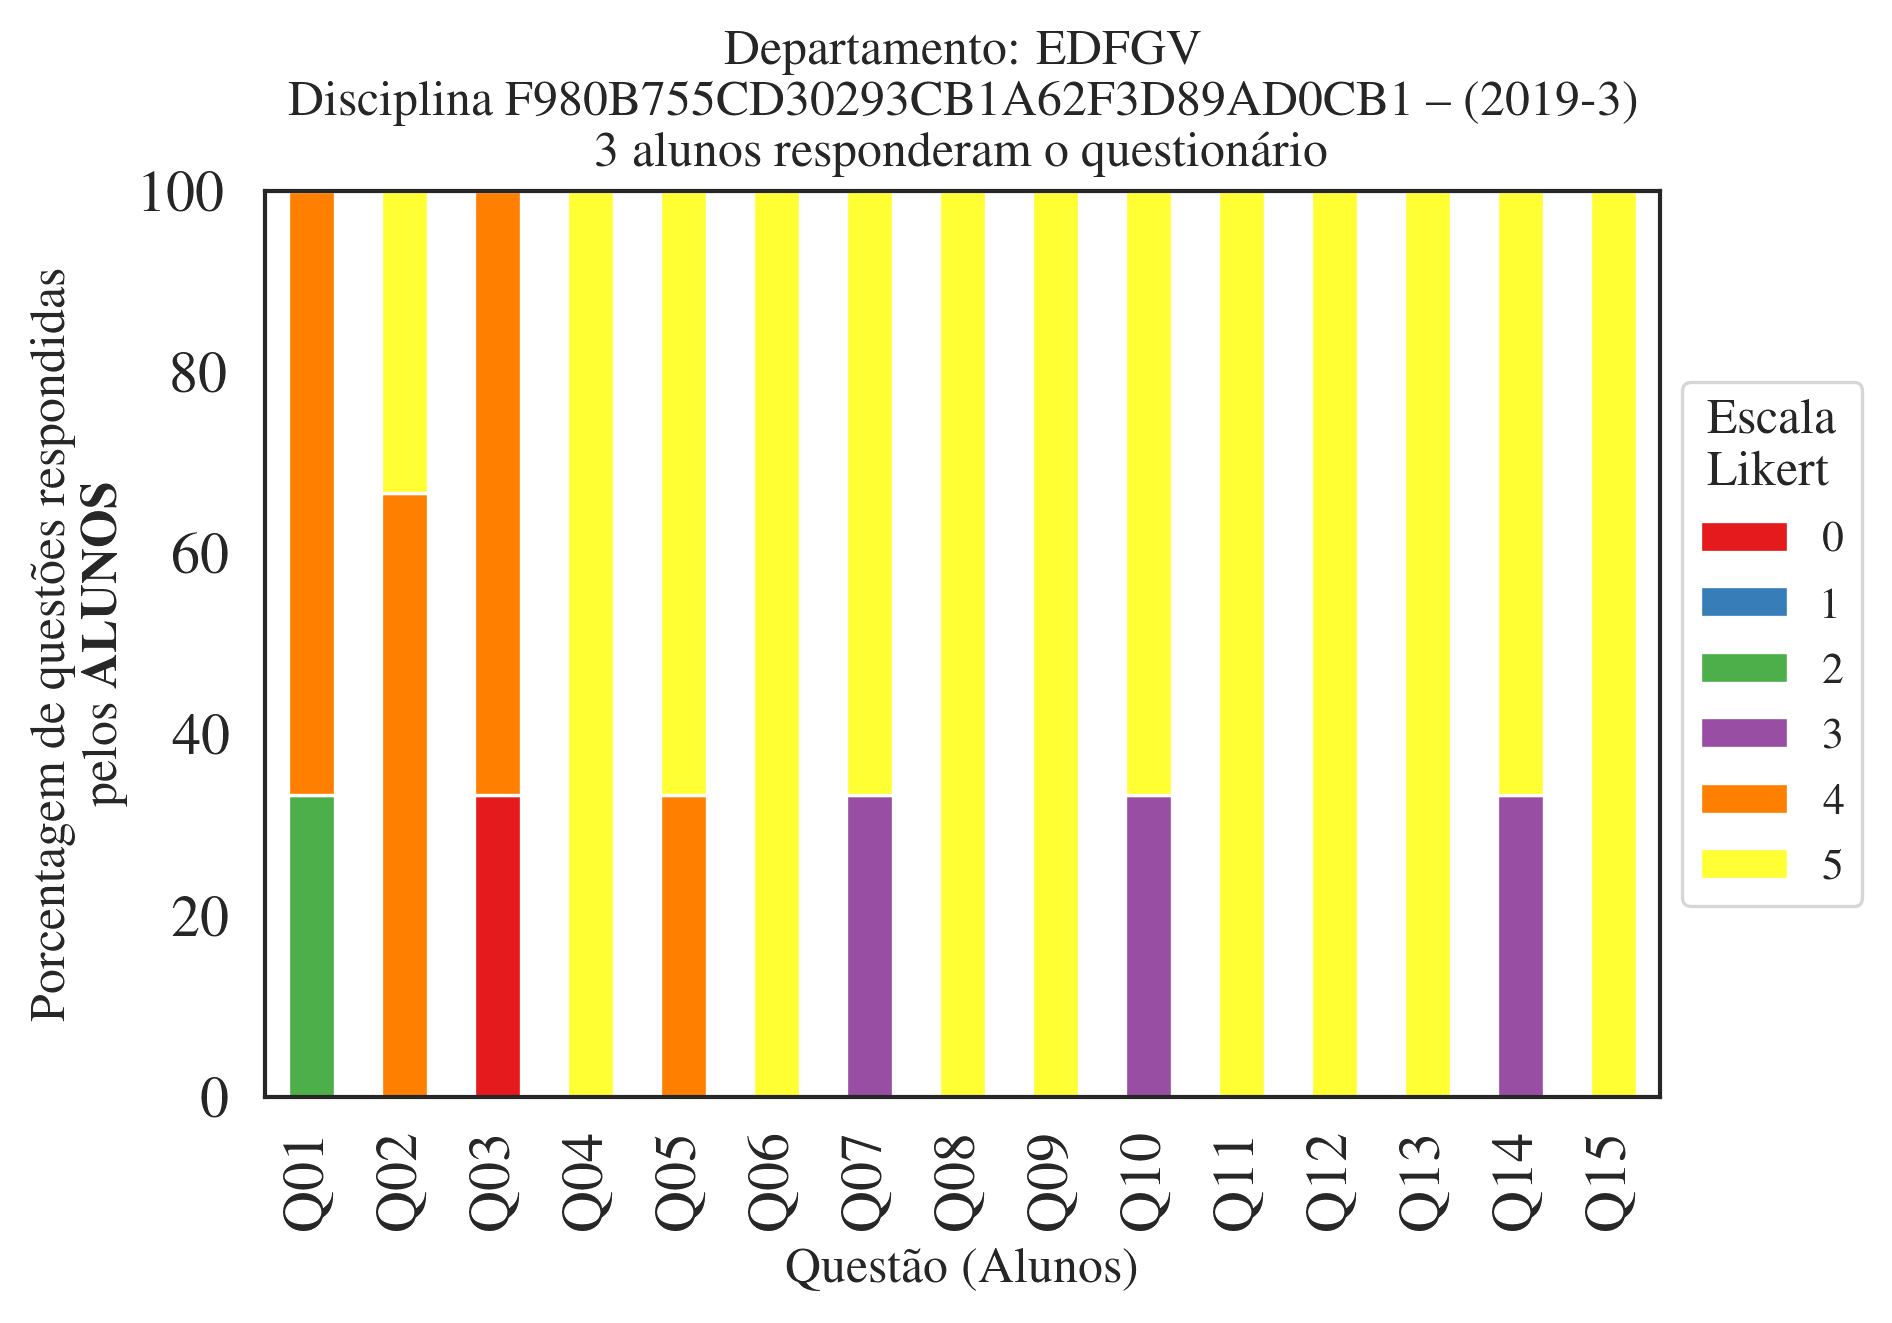 Departamento: EDFGV
Disciplina F980B755CD30293CB1A62F3D89AD0CB1 – (2019-3)
3 alunos responderam o questionário
Porcentagem de questões respondidas
pelos ALUNOS
100
80
60
40
20
0
Q01
Q02
Q03
Q04
Q05
Q06
Q07
Q08
Q09
Q10
Q11
Q12
Q13
Q14
Q15
Questão (Alunos)
Escala
Likert
0
1
2
3
4
5